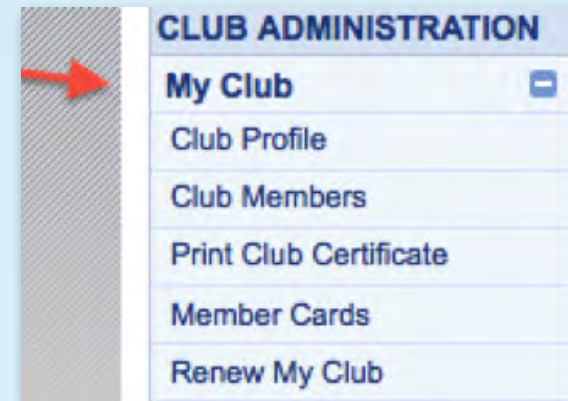 CLUB ADMINISTRATION
My Club
Club Profile
Club Members
Print Club Certificate
Member Cards
Renew My Club